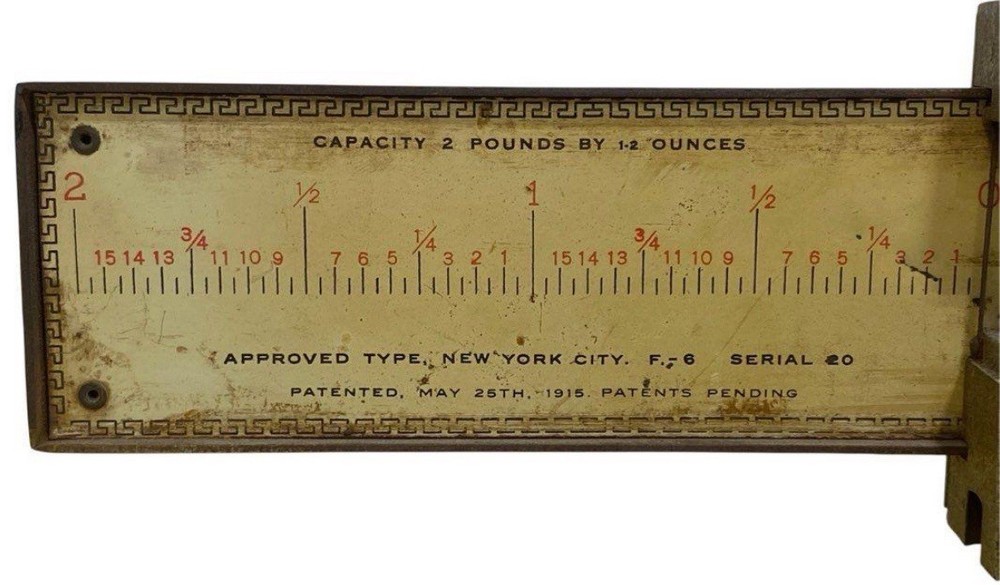 CAPACITY 2 POUNDS BY 1-2 OUNCES
2 1/2 1 1/2 0
15 14 13 3/4 11 10 9 7 6 5 1/4 3 2 1 15 14 13 3/4 11 10 9 7 6 5 1/4 3 2 1
APPROVED TYPE, NEW YORK CITY. F.-6 SERIAL 20
PATENTED, MAY 25TH, 1915. PATENTS PENDING